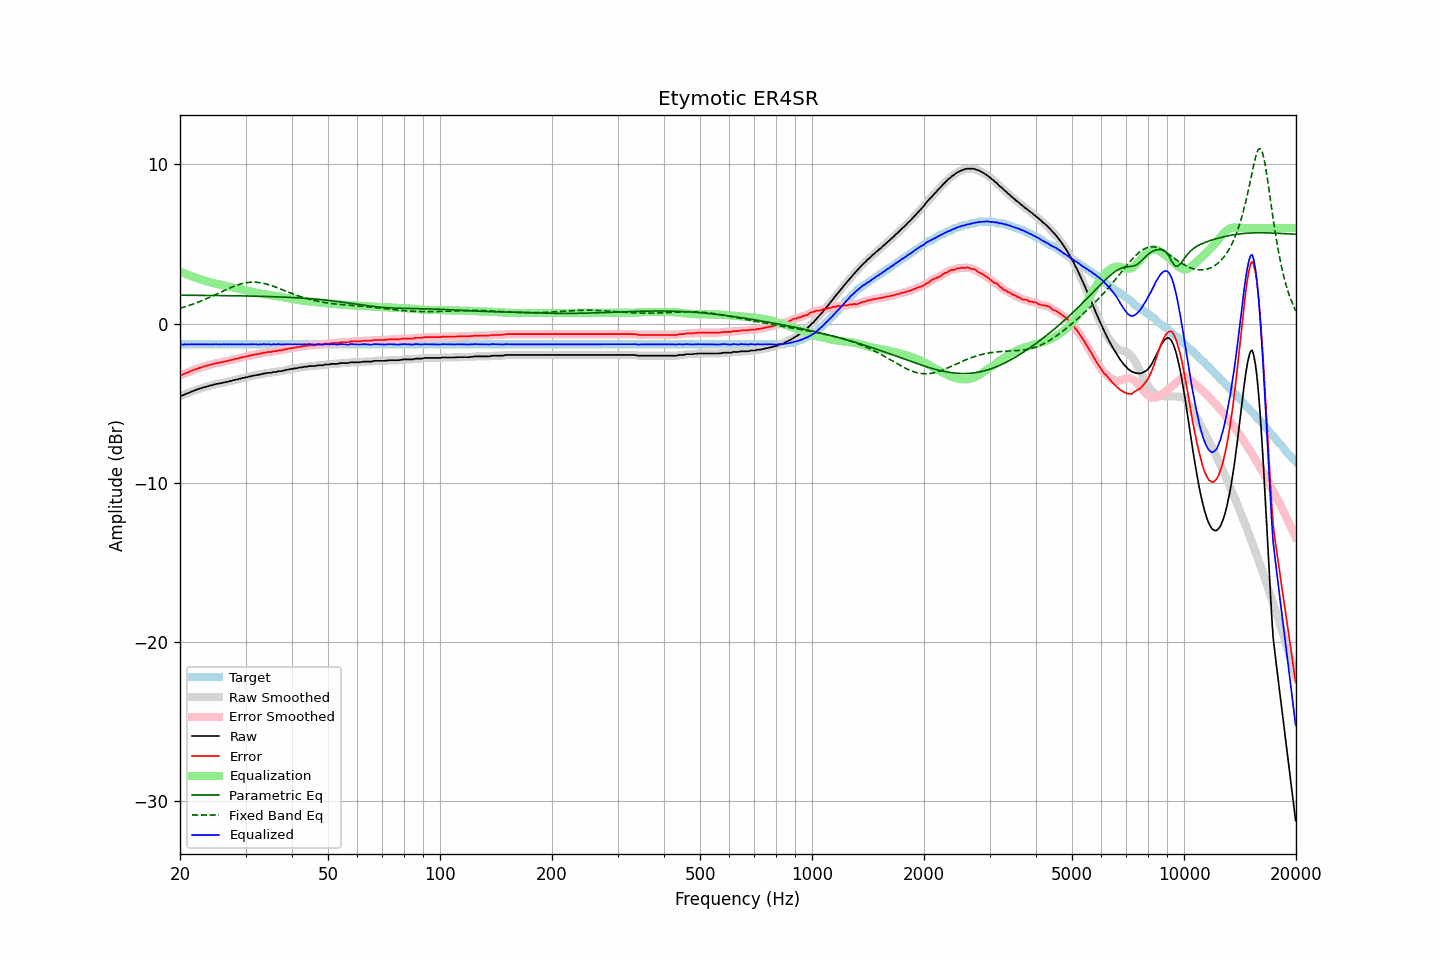 Etymotic ER4SR
Amplitude (dBr)
10
0
−10
−20
−30
Target
Raw Smoothed
Error Smoothed
Raw
Error
Equalization
Parametric Eq
Fixed Band Eq
Equalized
20 50 100 200 500 1000 2000 5000 10000 20000
Frequency (Hz)